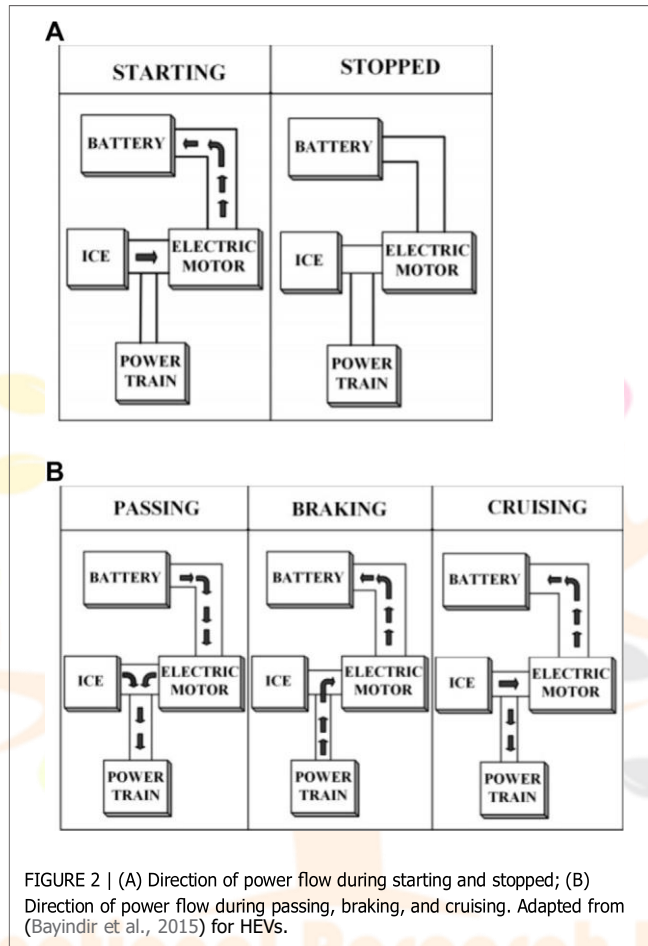 A
STARTING
STOPPED
BATTERY
ICE
ELECTRIC
MOTOR
POWER
TRAIN
BATTERY
ICE
ELECTRIC
MOTOR
POWER
TRAIN
B
PASSING
BRAKING
CRUISING
BATTERY
ICE
ELECTRIC
MOTOR
POWER
TRAIN
BATTERY
ICE
ELECTRIC
MOTOR
POWER
TRAIN
BATTERY
ICE
ELECTRIC
MOTOR
POWER
TRAIN
FIGURE 2 | (A) Direction of power flow during starting and stopped; (B)
Direction of power flow during passing, braking, and cruising. Adapted from
(Bayindir et al., 2015) for HEVs.